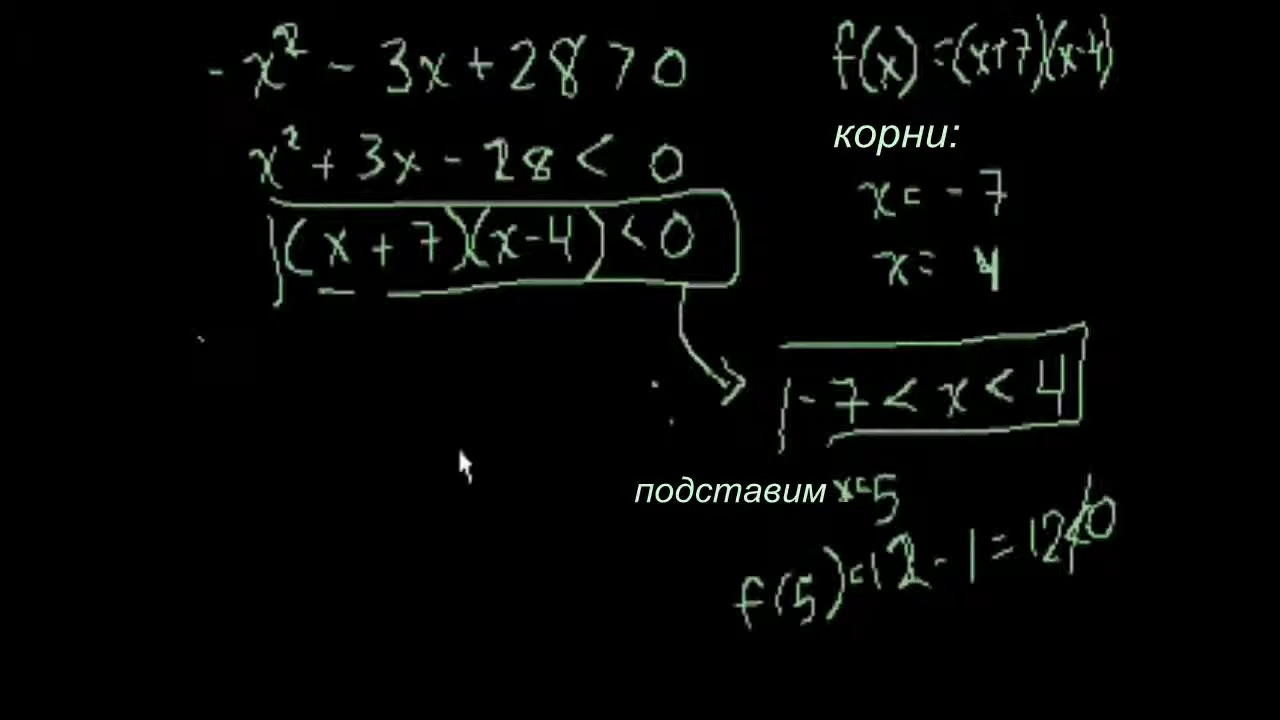 -x² - 3x + 28 > 0
x² + 3x - 28 < 0
(x + 7)(x - 4) < 0
f(x) = (x+7)(x-4)
корни:
x = - 7
x = 4
-7 < x < 4
подставим x=5
f(5)=12 - 1 = 12 ≮ 0